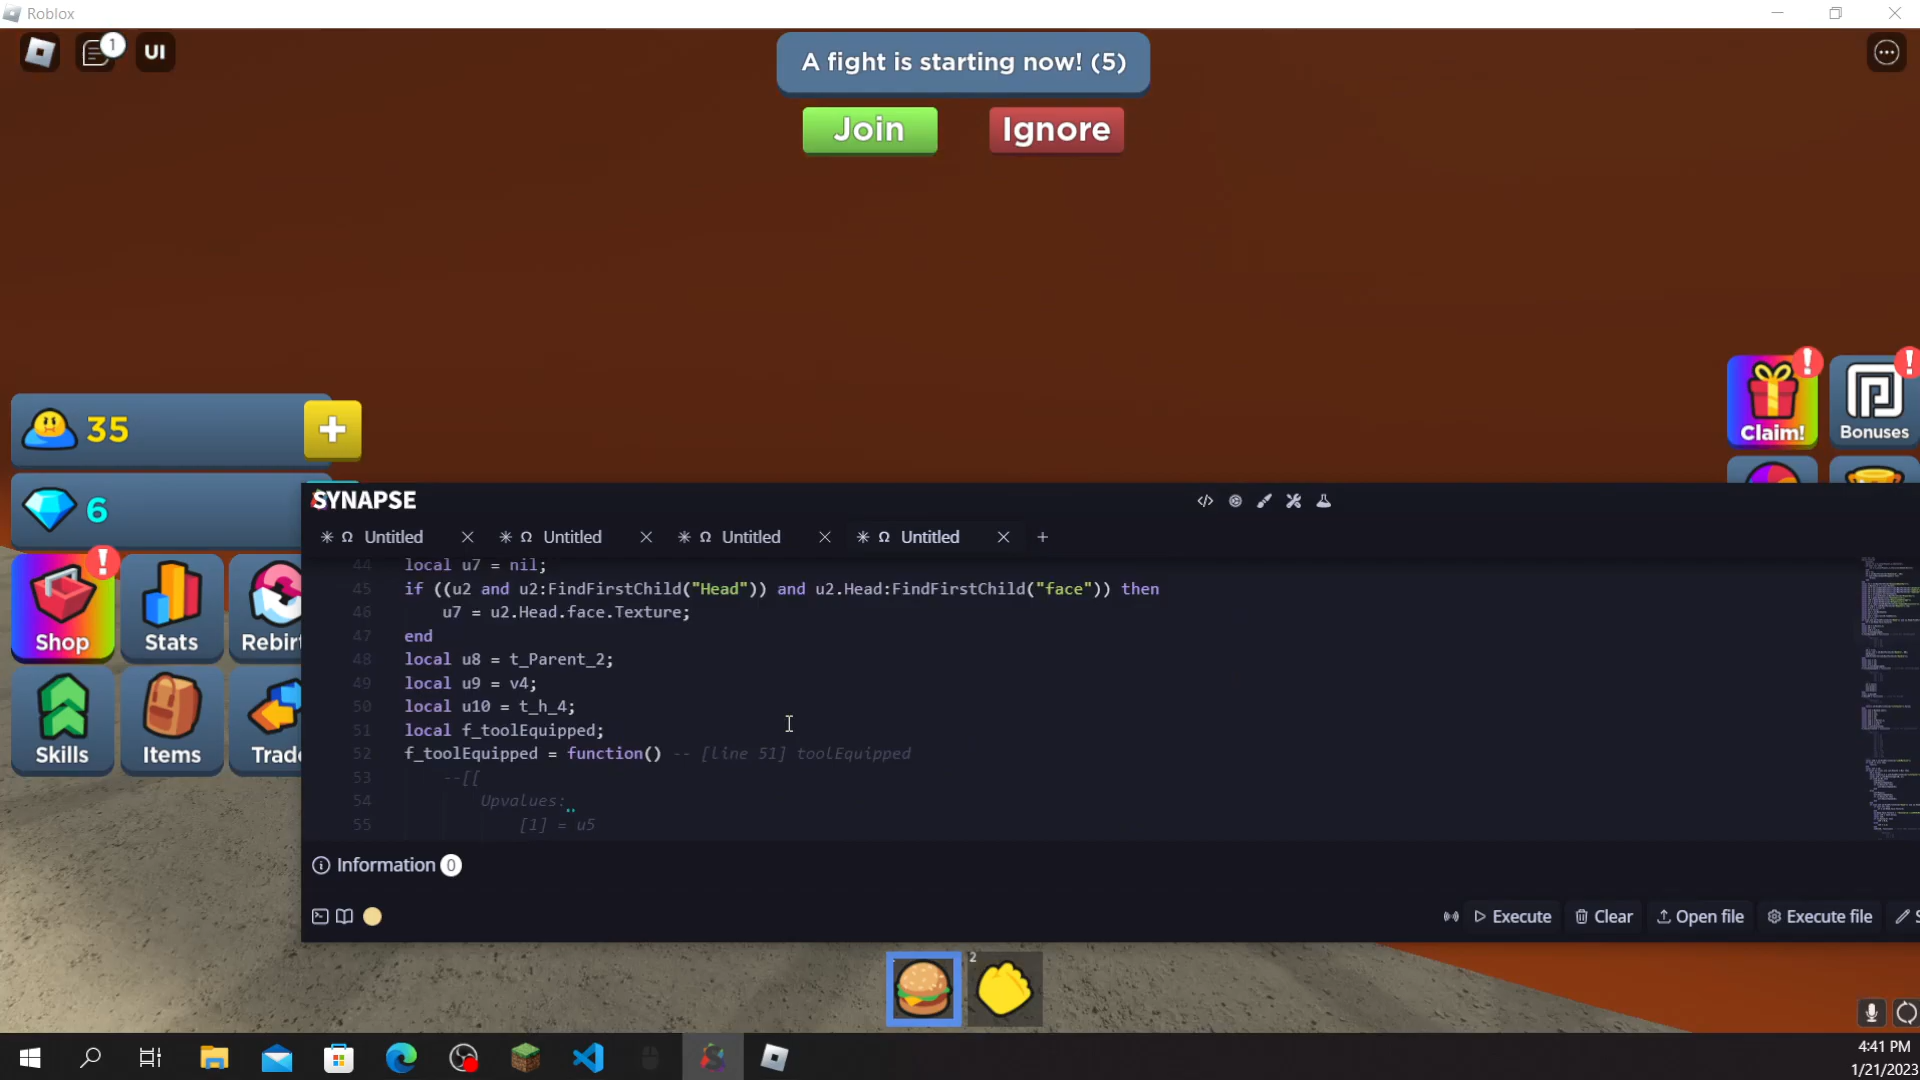 Roblox
1
UI
A fight is starting now! (5)
Join
Ignore
35
6
Claim!
Bonuses
Shop
Stats
Skills
Items
SYNAPSE
Untitled
Untitled
Untitled
Untitled
44 local u7 = nil;
45 if ((u2 and u2:FindFirstChild("Head")) and u2.Head:FindFirstChild("face")) then
46 u7 = u2.Head.face.Texture;
47 end
48 local u8 = t_Parent_2;
49 local u9 = v4;
50 local u10 = t_h_4;
51 local f_toolEquipped;
52 f_toolEquipped = function() -- [line 51] toolEquipped
53 --[[
54 Upvalues:
55 [1] = u5
Information 0
Execute
Clear
Open file
Execute file
2
4:41 PM
1/21/2023